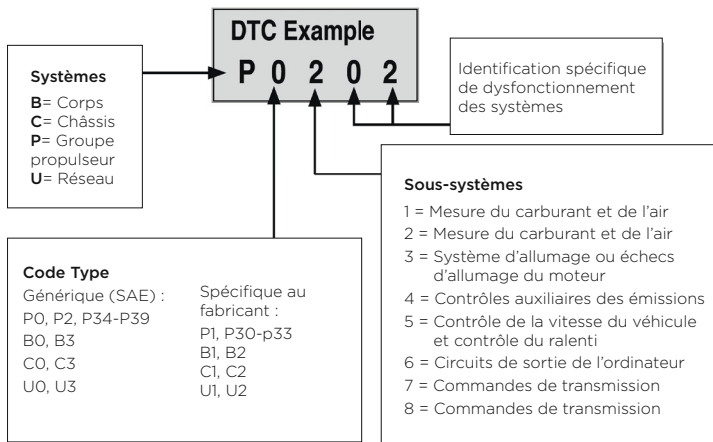 DTC Example
P 0 2 0 2
Systèmes
B= Corps
C= Châssis
P= Groupe
propulseur
U= Réseau
Identification spécifique
de dysfonctionnement
des systèmes
Code Type
Générique (SAE) :
P0, P2, P34-P39
B0, B3
C0, C3
U0, U3
Spécifique au
fabricant :
P1, P30-p33
B1, B2
C1, C2
U1, U2
Sous-systèmes
1 = Mesure du carburant et de l'air
2 = Mesure du carburant et de l'air
3 = Système d'allumage ou échecs
d'allumage du moteur
4 = Contrôles auxiliaires des émissions
5 = Contrôle de la vitesse du véhicule
et contrôle du ralenti
6 = Circuits de sortie de l'ordinateur
7 = Commandes de transmission
8 = Commandes de transmission